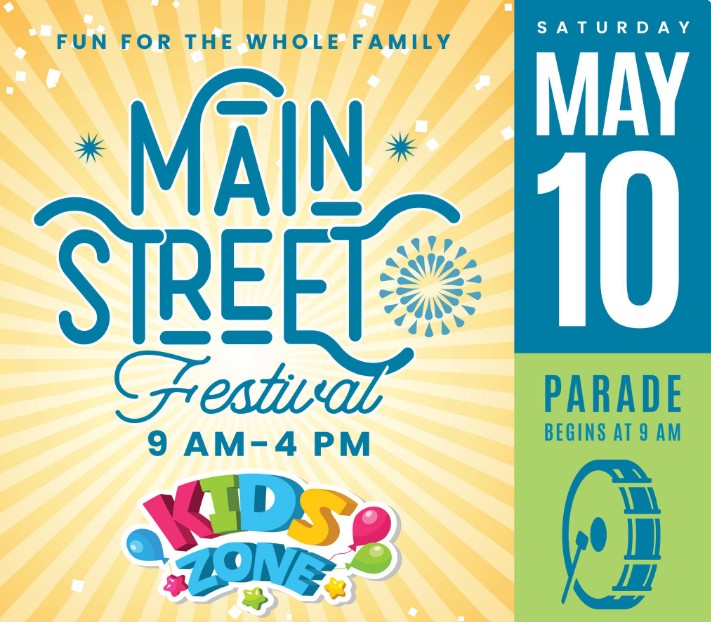 FUN FOR THE WHOLE FAMILY
MAIN
STREET
Festival
9 AM–4 PM
KIDS
ZONE
SATURDAY
MAY
10
PARADE
BEGINS AT 9 AM